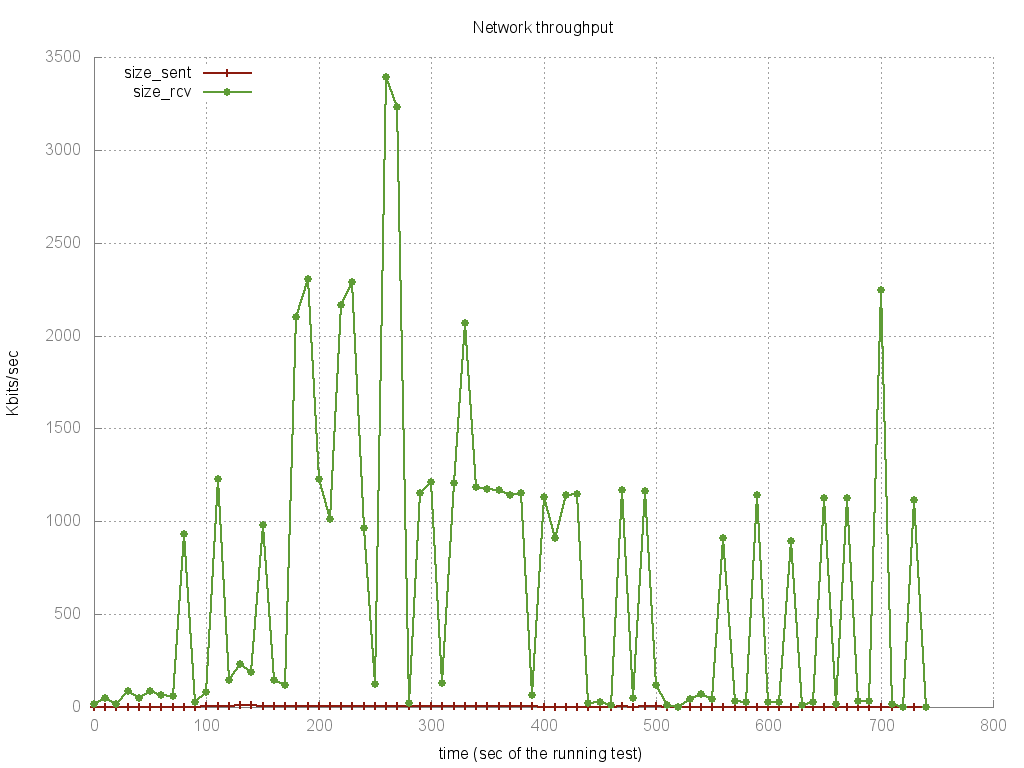 Network throughput
size_sent
size_rcv
3500
3000
2500
2000
1500
1000
500
0
Kbits/sec
0 100 200 300 400 500 600 700 800
time (sec of the running test)